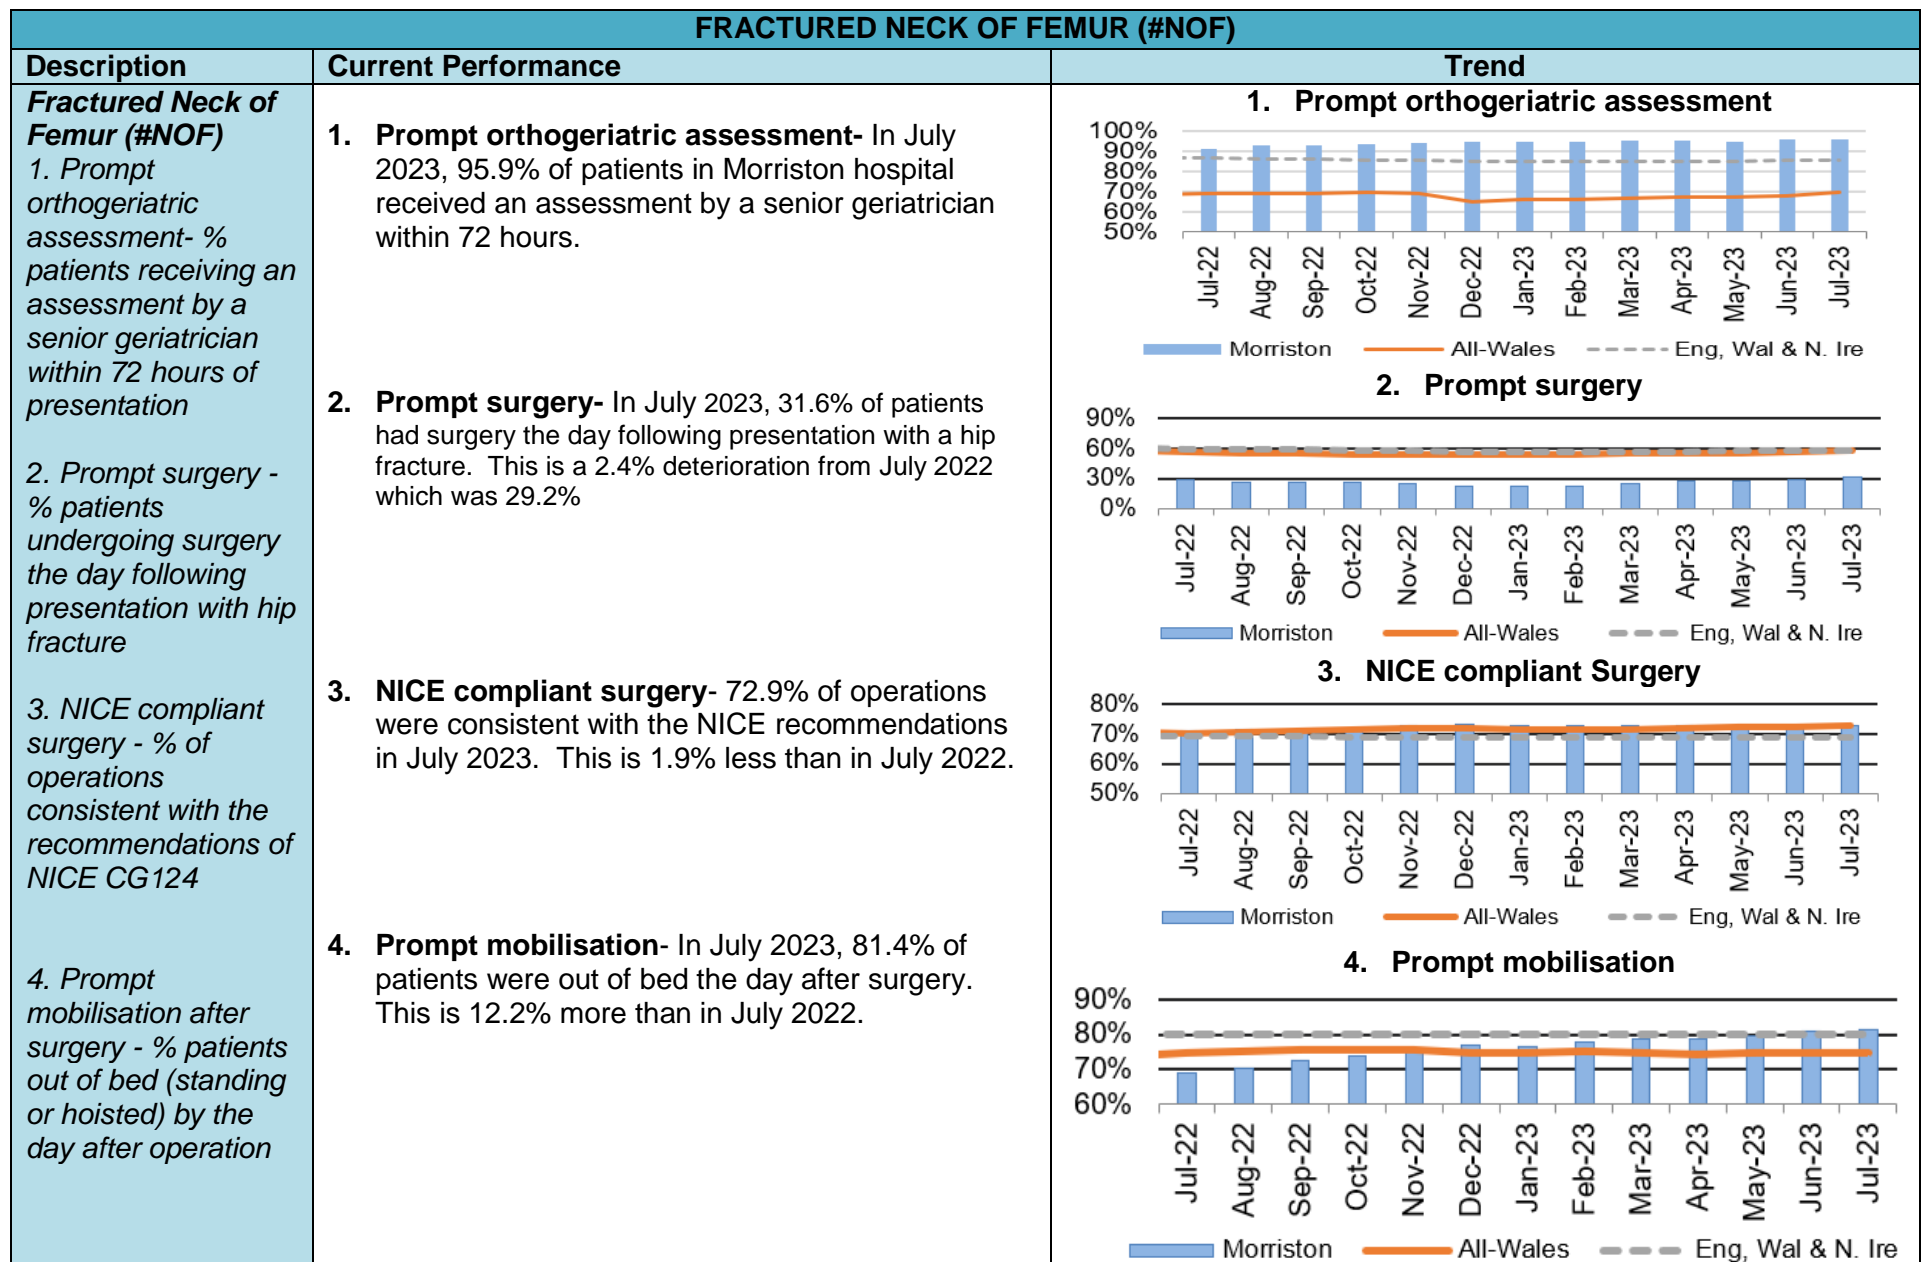 FRACTURED NECK OF FEMUR (#NOF)
Description
Current Performance
Trend
Fractured Neck of
Femur (#NOF)
1. Prompt
orthogeriatric
assessment- %
patients receiving an
assessment by a
senior geriatrician
within 72 hours of
presentation
2. Prompt surgery -
% patients
undergoing surgery
the day following
presentation with hip
fracture
3. NICE compliant
surgery - % of
operations
consistent with the
recommendations of
NICE CG124
4. Prompt
mobilisation after
surgery - % patients
out of bed (standing
or hoisted) by the
day after operation
1. Prompt orthogeriatric assessment- In July
2023, 95.9% of patients in Morriston hospital
received an assessment by a senior geriatrician
within 72 hours.
2. Prompt surgery- In July 2023, 31.6% of patients
had surgery the day following presentation with a hip
fracture. This is a 2.4% deterioration from July 2022
which was 29.2%
3. NICE compliant surgery- 72.9% of operations
were consistent with the NICE recommendations
in July 2023. This is 1.9% less than in July 2022.
4. Prompt mobilisation- In July 2023, 81.4% of
patients were out of bed the day after surgery.
This is 12.2% more than in July 2022.
1. Prompt orthogeriatric assessment
100%
90%
80%
70%
60%
50%
Jul-22
Aug-22
Sep-22
Oct-22
Nov-22
Dec-22
Jan-23
Feb-23
Mar-23
Apr-23
May-23
Jun-23
Jul-23
Morriston All-Wales Eng, Wal & N. Ire
2. Prompt surgery
90%
60%
30%
0%
Jul-22
Aug-22
Sep-22
Oct-22
Nov-22
Dec-22
Jan-23
Feb-23
Mar-23
Apr-23
May-23
Jun-23
Jul-23
Morriston All-Wales Eng, Wal & N. Ire
3. NICE compliant Surgery
80%
70%
60%
50%
Jul-22
Aug-22
Sep-22
Oct-22
Nov-22
Dec-22
Jan-23
Feb-23
Mar-23
Apr-23
May-23
Jun-23
Jul-23
Morriston All-Wales Eng, Wal & N. Ire
4. Prompt mobilisation
90%
80%
70%
60%
Jul-22
Aug-22
Sep-22
Oct-22
Nov-22
Dec-22
Jan-23
Feb-23
Mar-23
Apr-23
May-23
Jun-23
Jul-23
Morriston All-Wales Eng, Wal & N. Ire